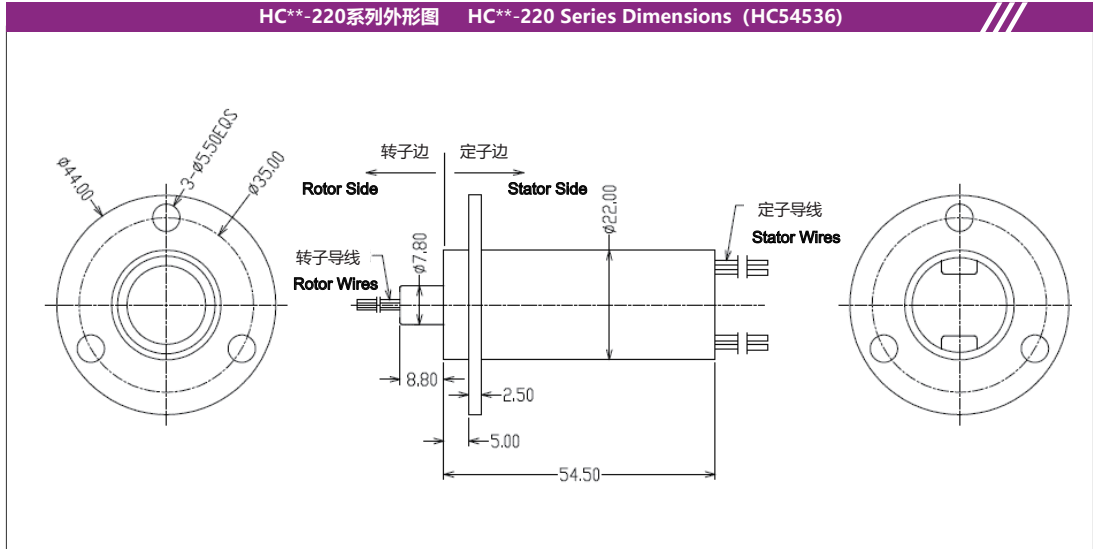 HC**-220系列外形图 HC**-220 Series Dimensions (HC54536)
ø44.00
3-ø5.50EQS
ø35.00
转子边
定子边
Rotor Side
Stator Side
转子导线
Rotor Wires
ø7.80
ø22.00
定子导线
Stator Wires
8.80
2.50
5.00
54.50